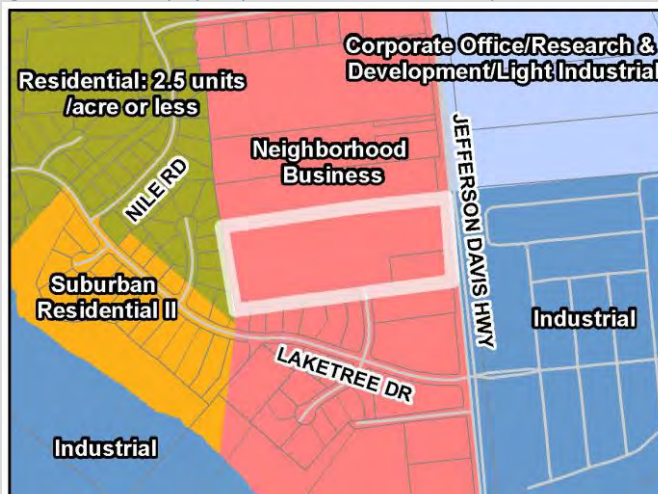 Corporate Office/Research &
Development/Light Industrial
Residential: 2.5 units
/acre or less
Neighborhood
Business
NILE RD
JEFFERSON DAVIS HWY
Suburban
Residential II
Industrial
LAKETREE DR
Industrial